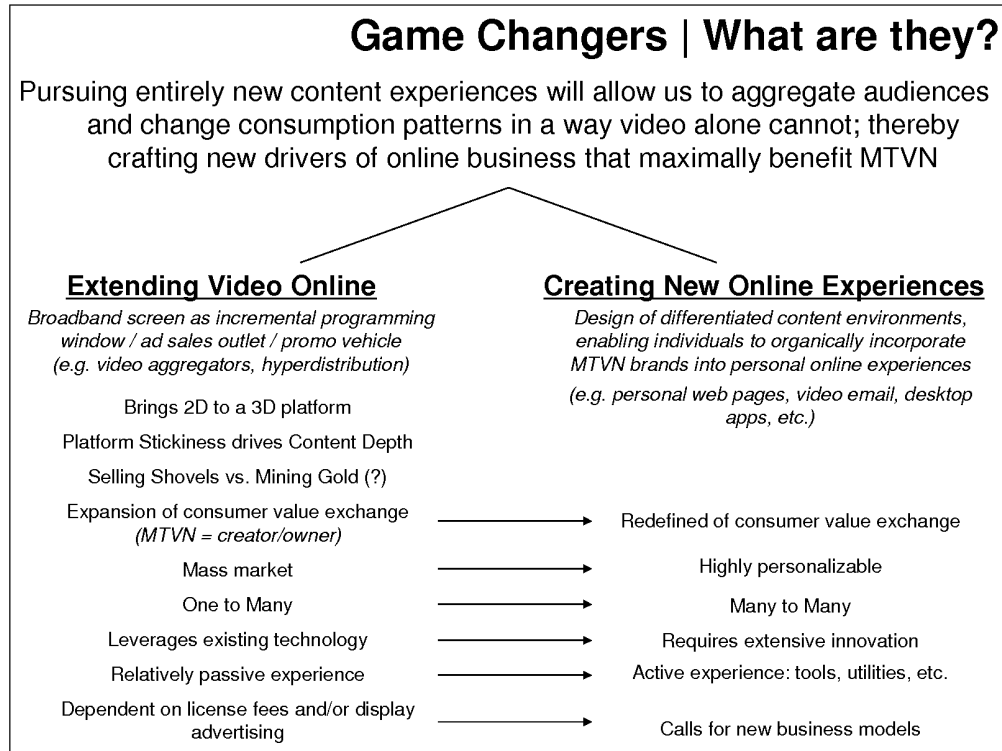 Game Changers | What are they?
Pursuing entirely new content experiences will allow us to aggregate audiences
and change consumption patterns in a way video alone cannot; thereby
crafting new drivers of online business that maximally benefit MTVN
Extending Video Online
Broadband screen as incremental programming
window / ad sales outlet / promo vehicle
(e.g. video aggregators, hyperdistribution)
Brings 2D to a 3D platform
Platform Stickiness drives Content Depth
Selling Shovels vs. Mining Gold (?)
Expansion of consumer value exchange
(MTVN = creator/owner)
Mass market
One to Many
Leverages existing technology
Relatively passive experience
Dependent on license fees and/or display
advertising
Creating New Online Experiences
Design of differentiated content environments,
enabling individuals to organically incorporate
MTVN brands into personal online experiences
(e.g. personal web pages, video email, desktop
apps, etc.)
Redefined of consumer value exchange
Highly personalizable
Many to Many
Requires extensive innovation
Active experience: tools, utilities, etc.
Calls for new business models